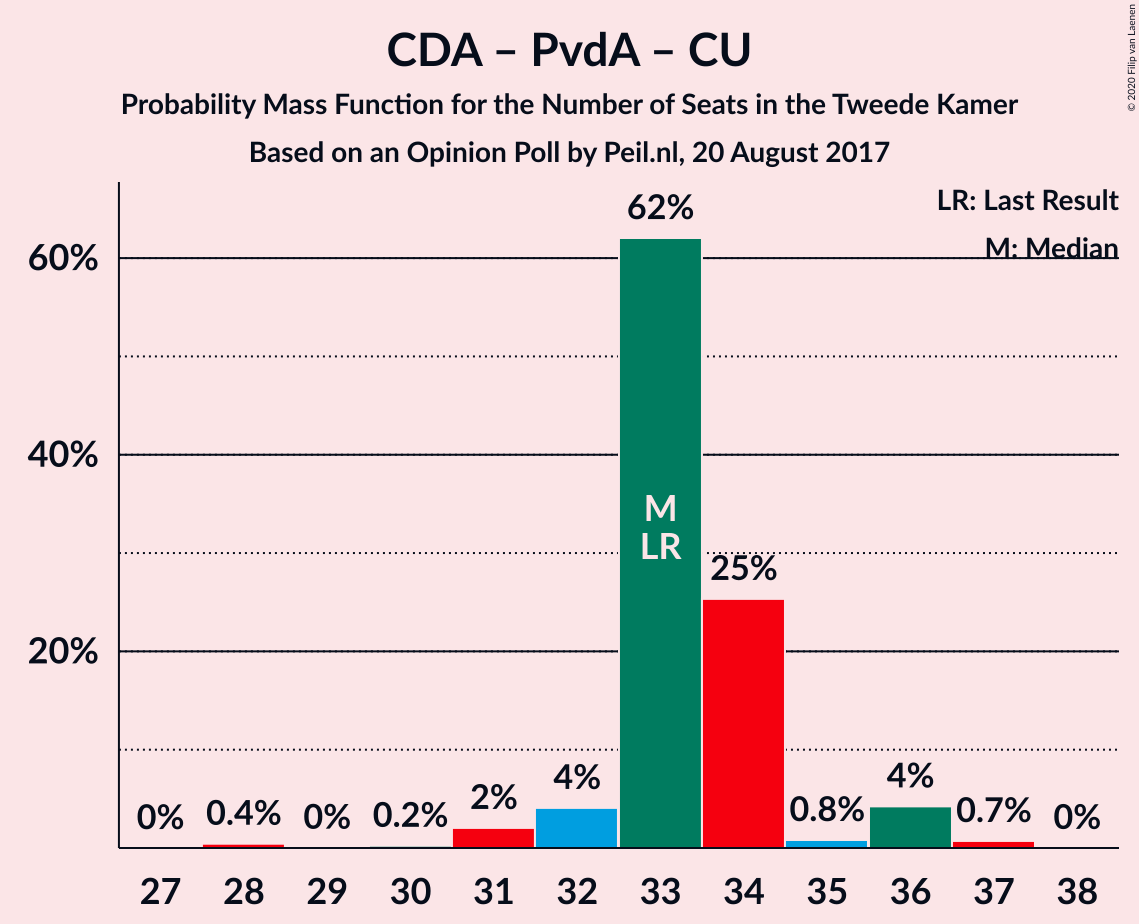 CDA – PvdA – CU
Probability Mass Function for the Number of Seats in the Tweede Kamer
Based on an Opinion Poll by Peil.nl, 20 August 2017
© 2020 Filip van Laenen
LR: Last Result
M: Median
60%
40%
20%
0%
0.4%
0%
0.2%
2%
4%
62%
M
LR
25%
0.8%
4%
0.7%
0%
27 28 29 30 31 32 33 34 35 36 37 38